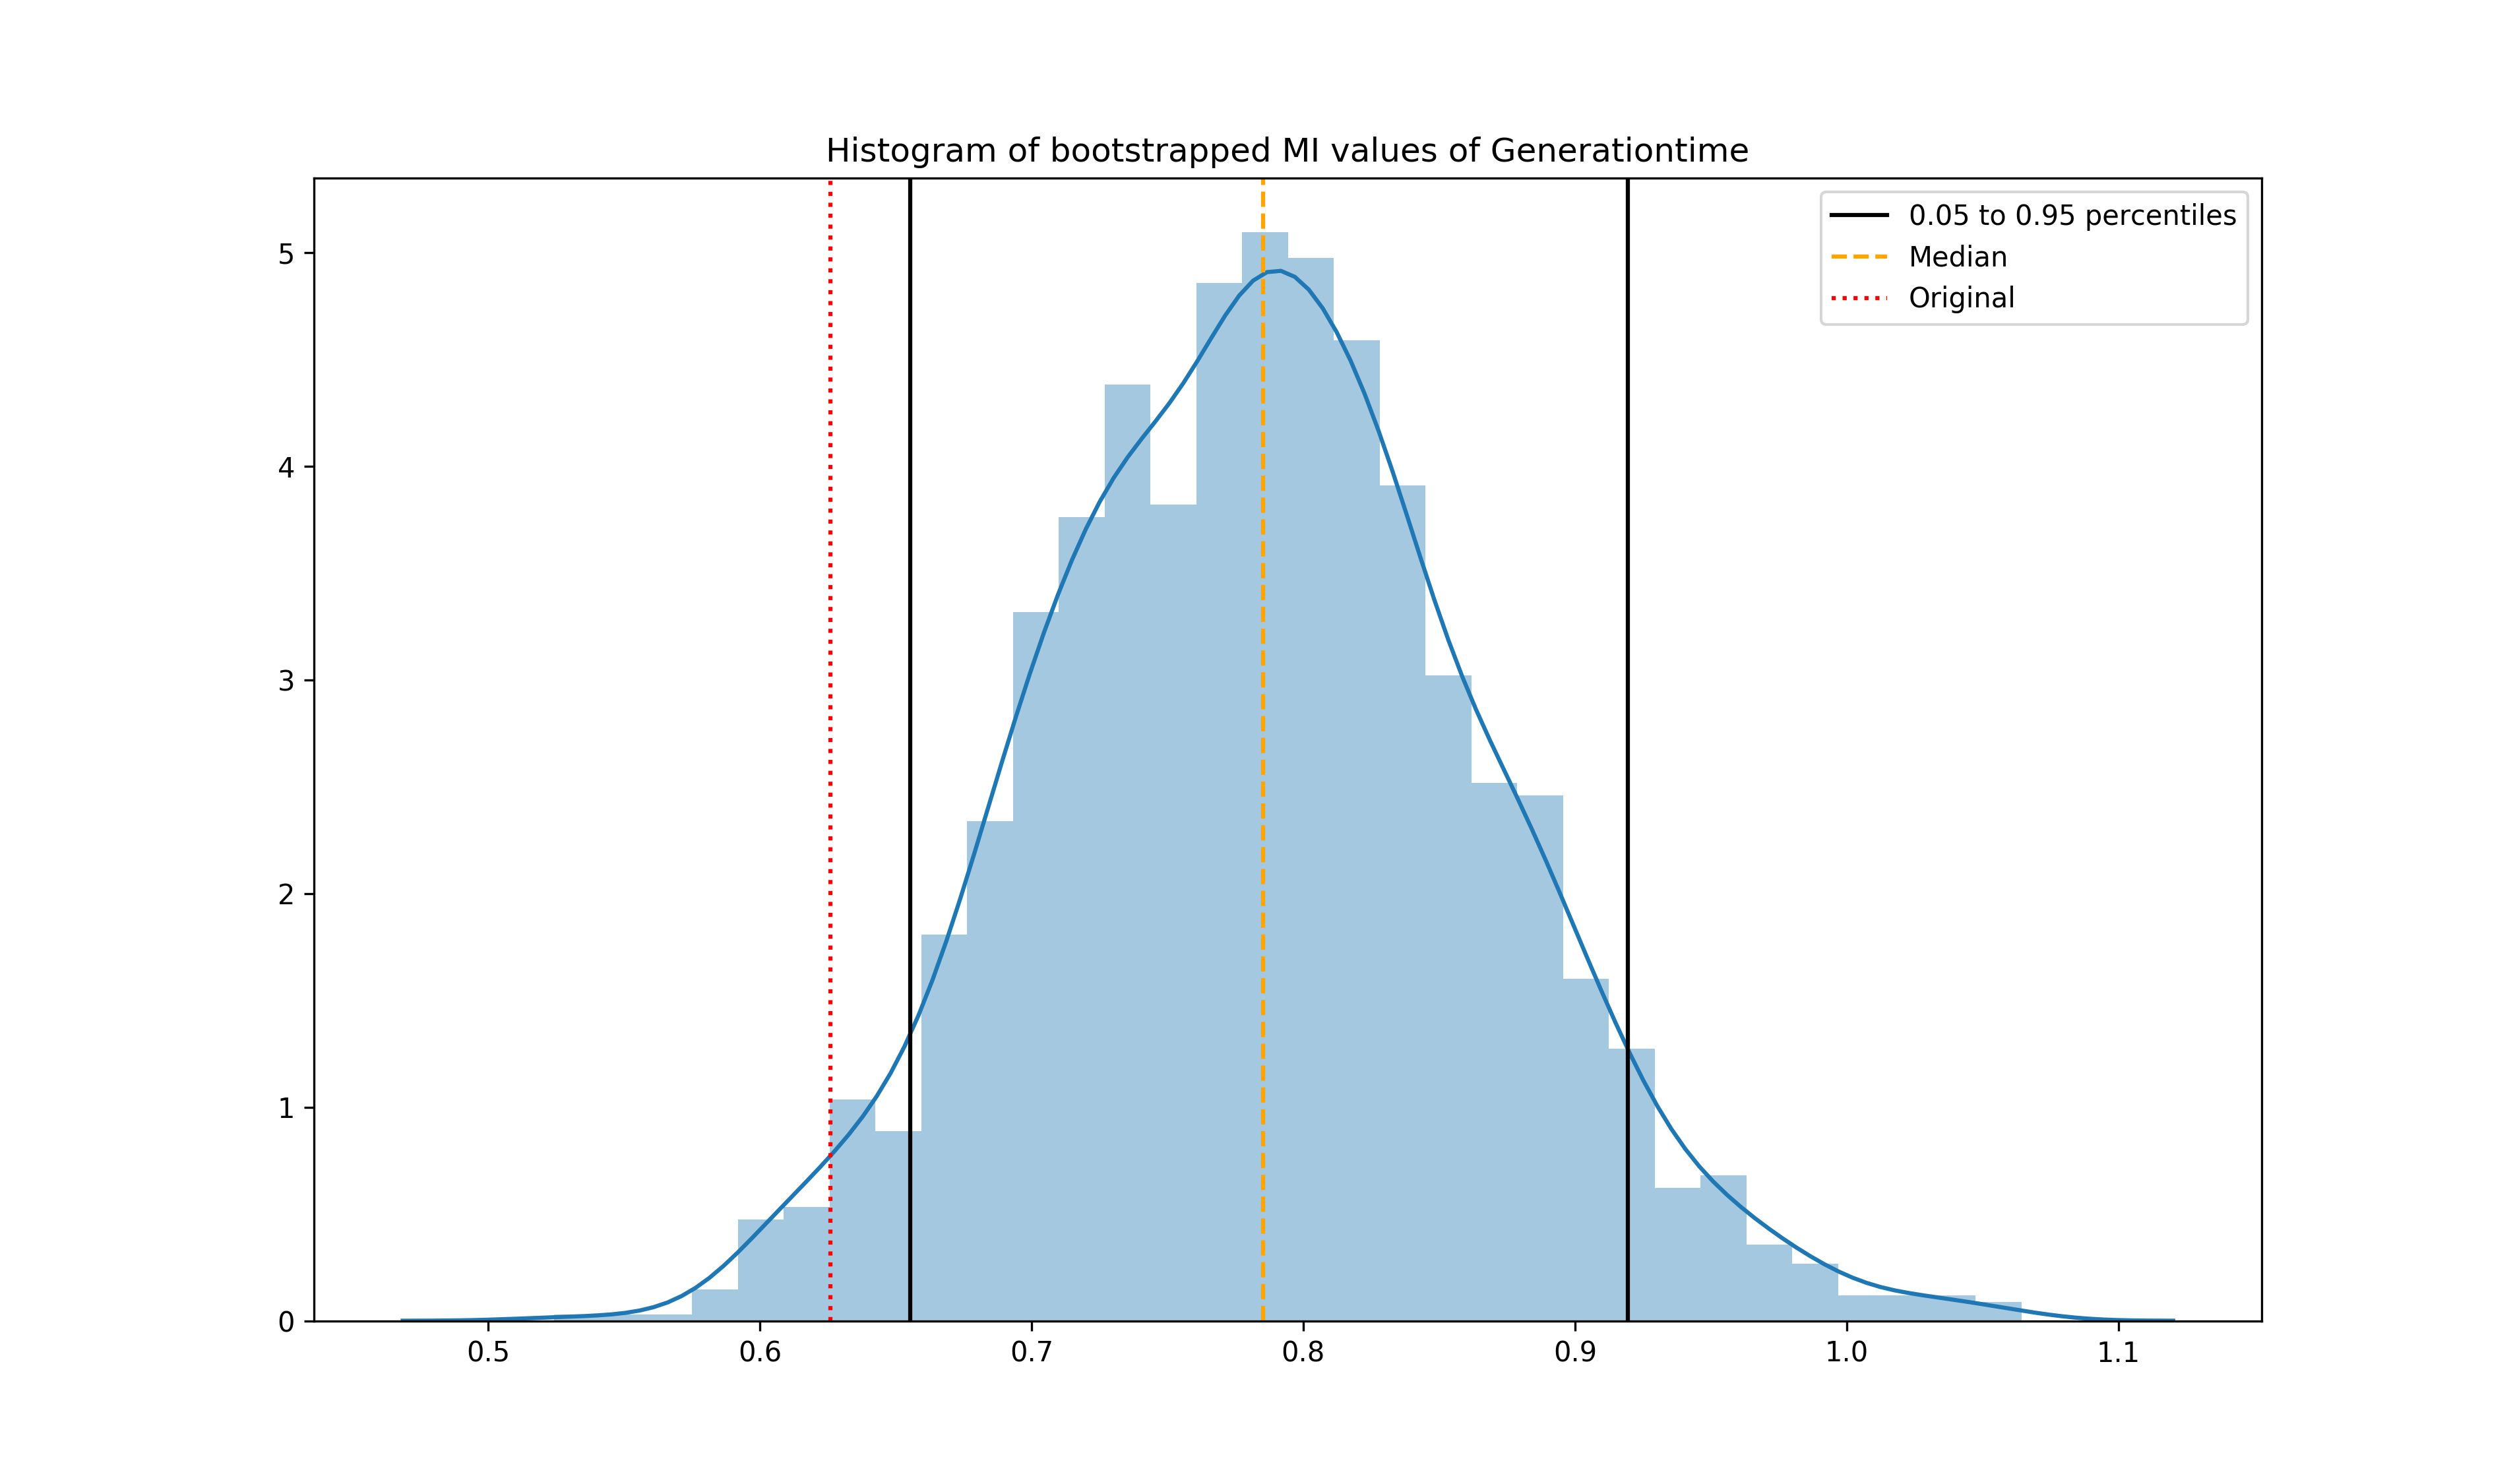 Histogram of bootstrapped MI values of Generationtime
0.05 to 0.95 percentiles
Median
Original
5
4
3
2
1
0
0.5 0.6 0.7 0.8 0.9 1.0 1.1